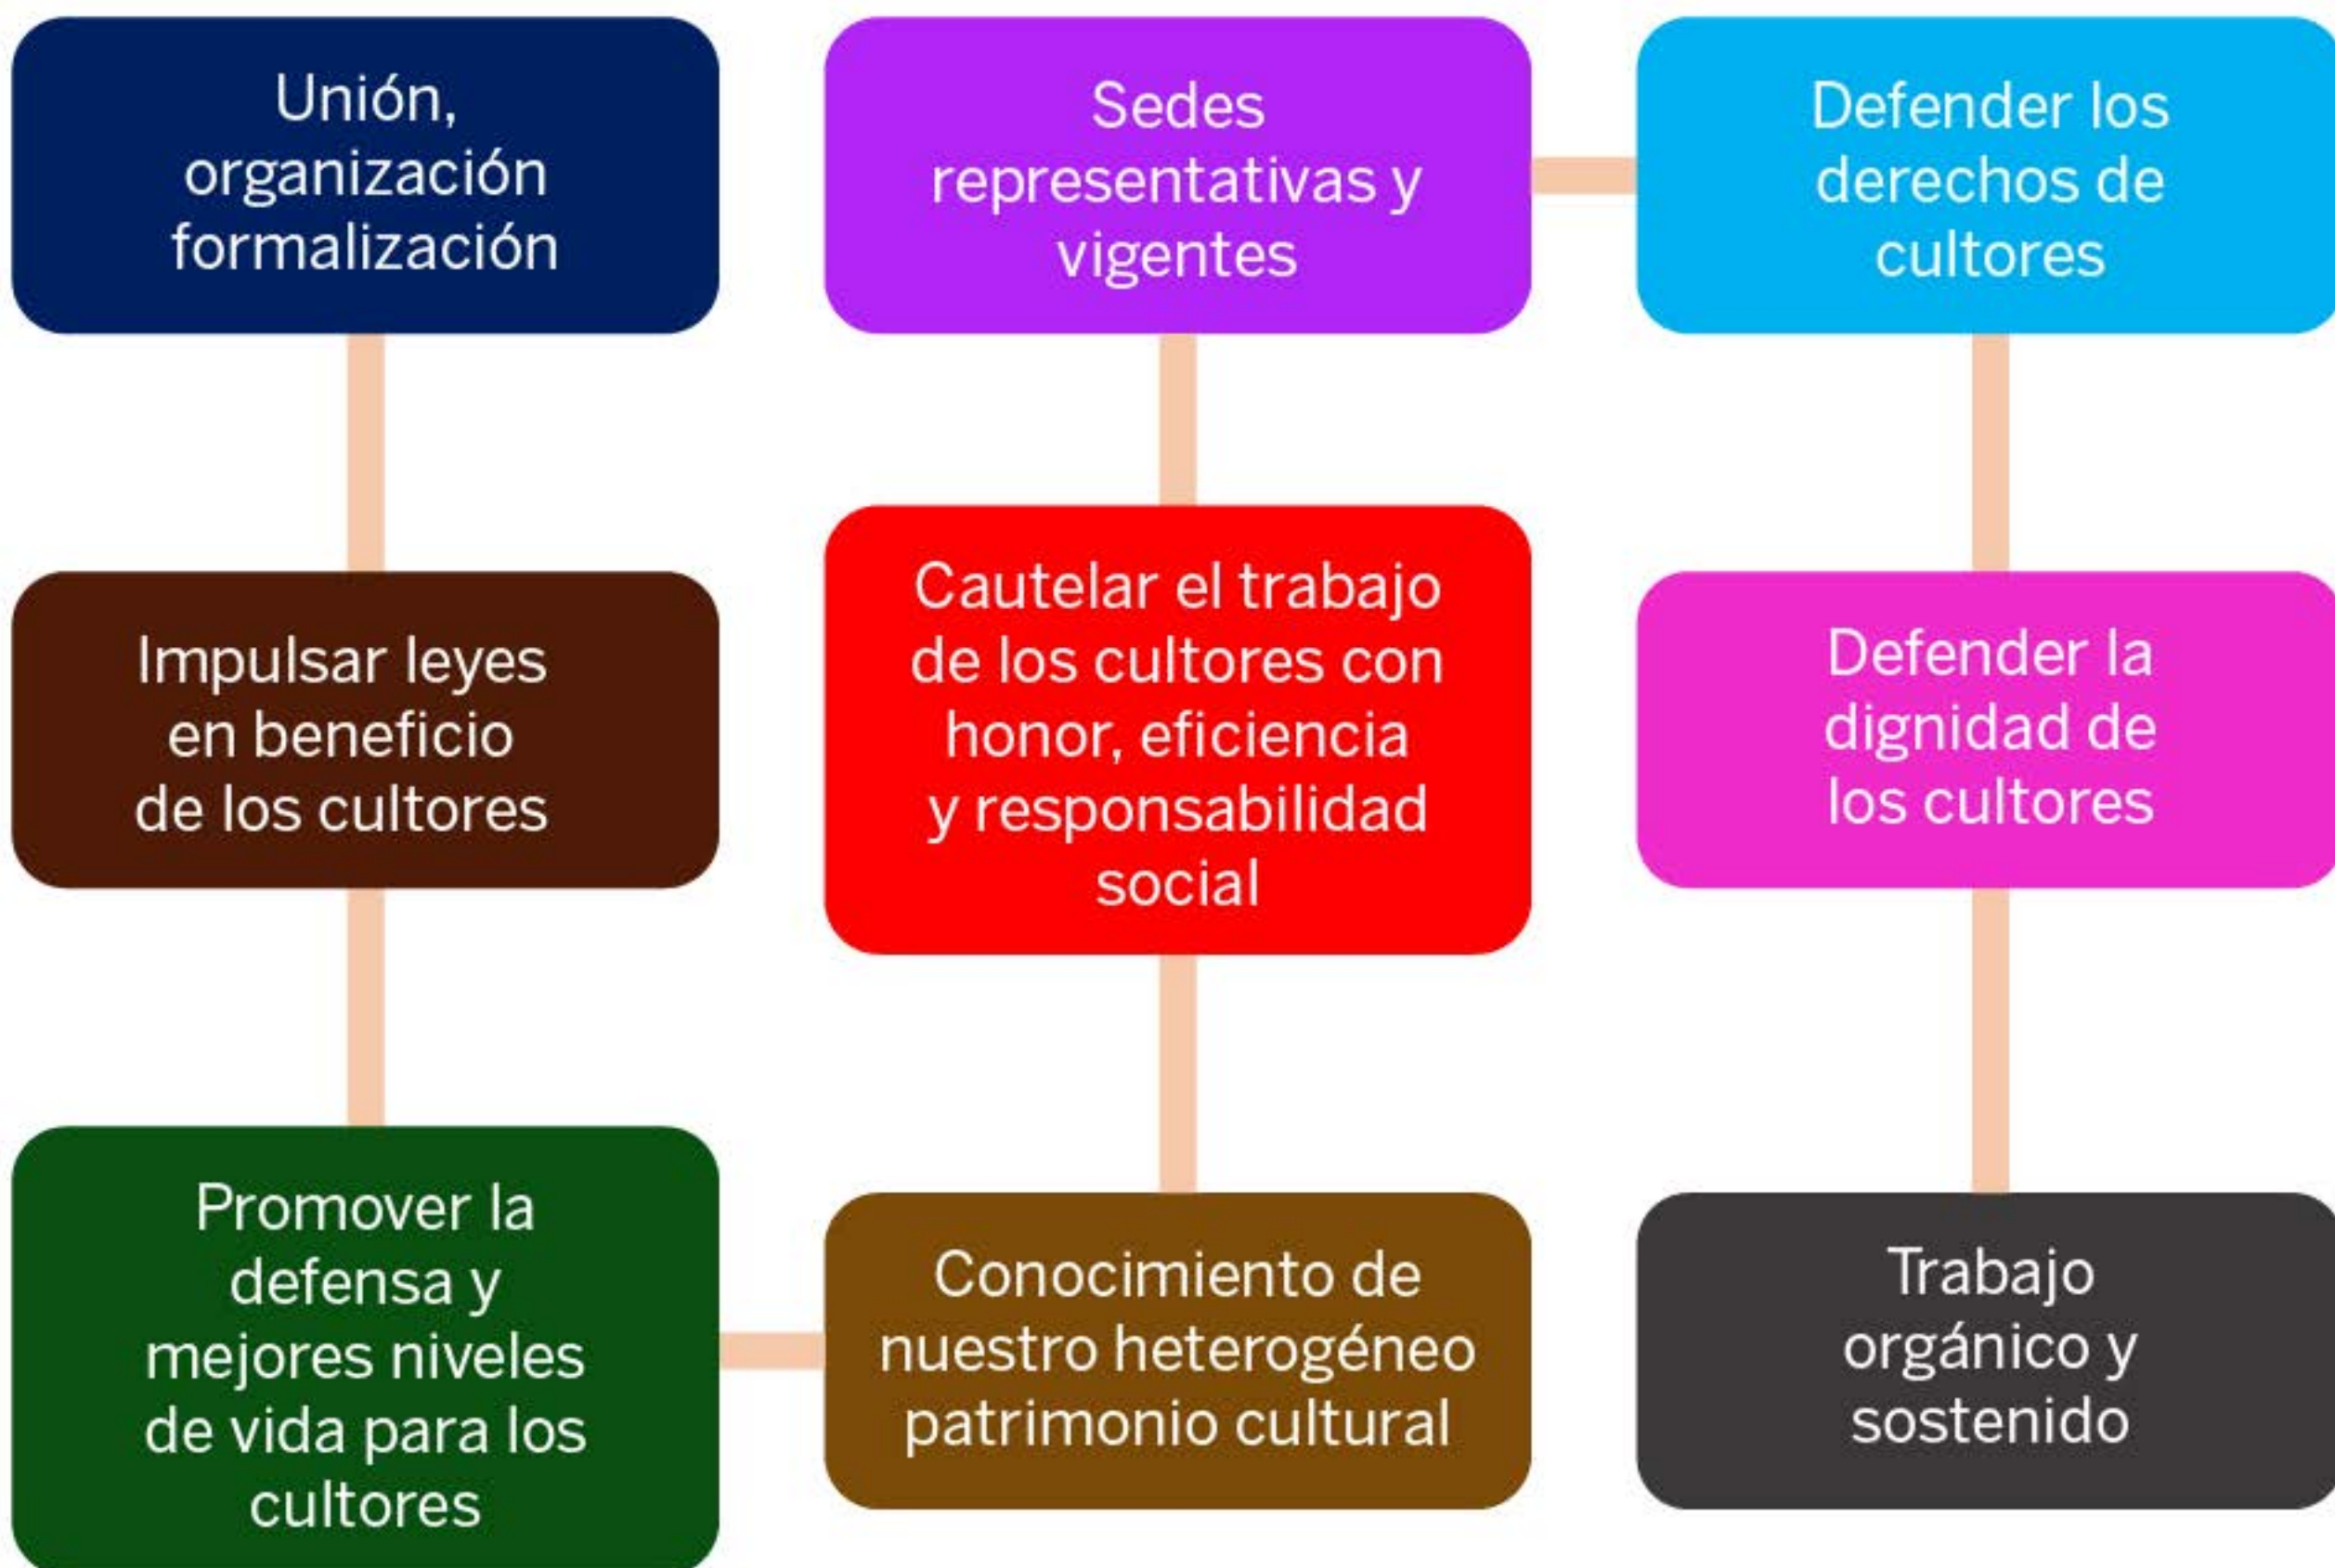 Unión,
organización
formalización
Impulsar leyes
en beneficio
de los cultores
Promover la
defensa y
mejores niveles
de vida para los
cultores
Conocimiento de
nuestro heterogéneo
patrimonio cultural
Cautelar el trabajo
de los cultores con
honor, eficiencia
y responsabilidad
social
Sedes
representativas y
vigentes
Defender los
derechos de
cultores
Defender la
dignidad de
los cultores
Trabajo
orgánico y
sostenido